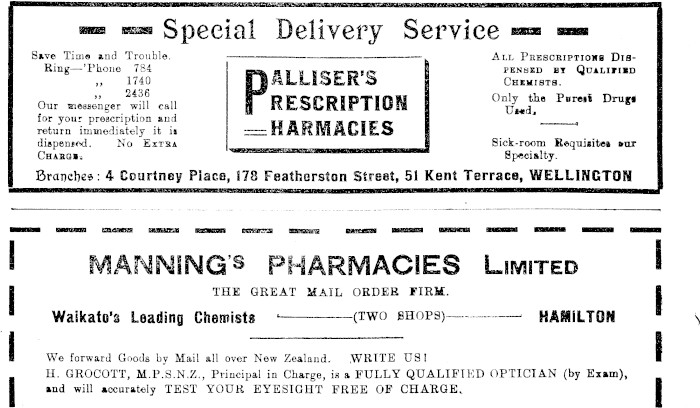 Special Delivery Service
Save Time and Trouble.
Ring—'Phone 784
,, 1740
,, 2436
Our messenger will call
for your prescription and
return immediately it is
dispensed. No Extra
Charge.
PALLISER'S
PRESCRIPTION
PHARMACIES
All Prescriptions Dis-
pensed by Qualified
Chemists.
Only the Purest Drugs
Used.
Sick-room Requisites our
Specialty.
Branches: 4 Courtney Place, 178 Featherston Street, 51 Kent Terrace, WELLINGTON
MANNING'S PHARMACIES LIMITED
THE GREAT MAIL ORDER FIRM.
Waikato's Leading Chemists (TWO SHOPS) HAMILTON
We forward Goods by Mail all over New Zealand. WRITE US!
H. GROCOTT, M.P.S.N.Z., Principal in Charge, is a FULLY QUALIFIED OPTICIAN (by Exam),
and will accurately TEST YOUR EYESIGHT FREE OF CHARGE.